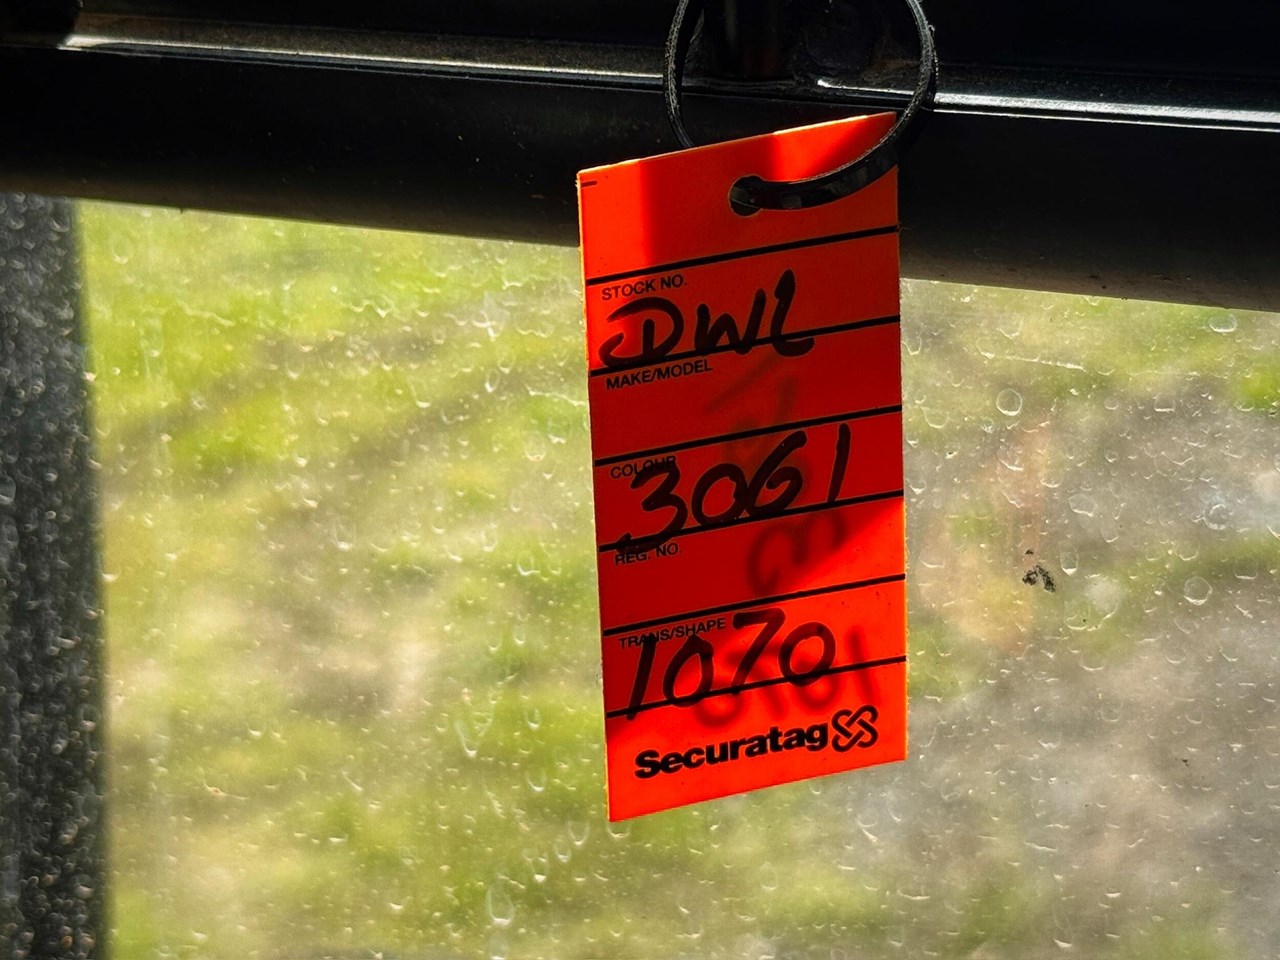 STOCK NO.
DWL
MAKE/MODEL
COLOUR
3061
REG. NO.
TRANS/SHAPE
1070
Securatag